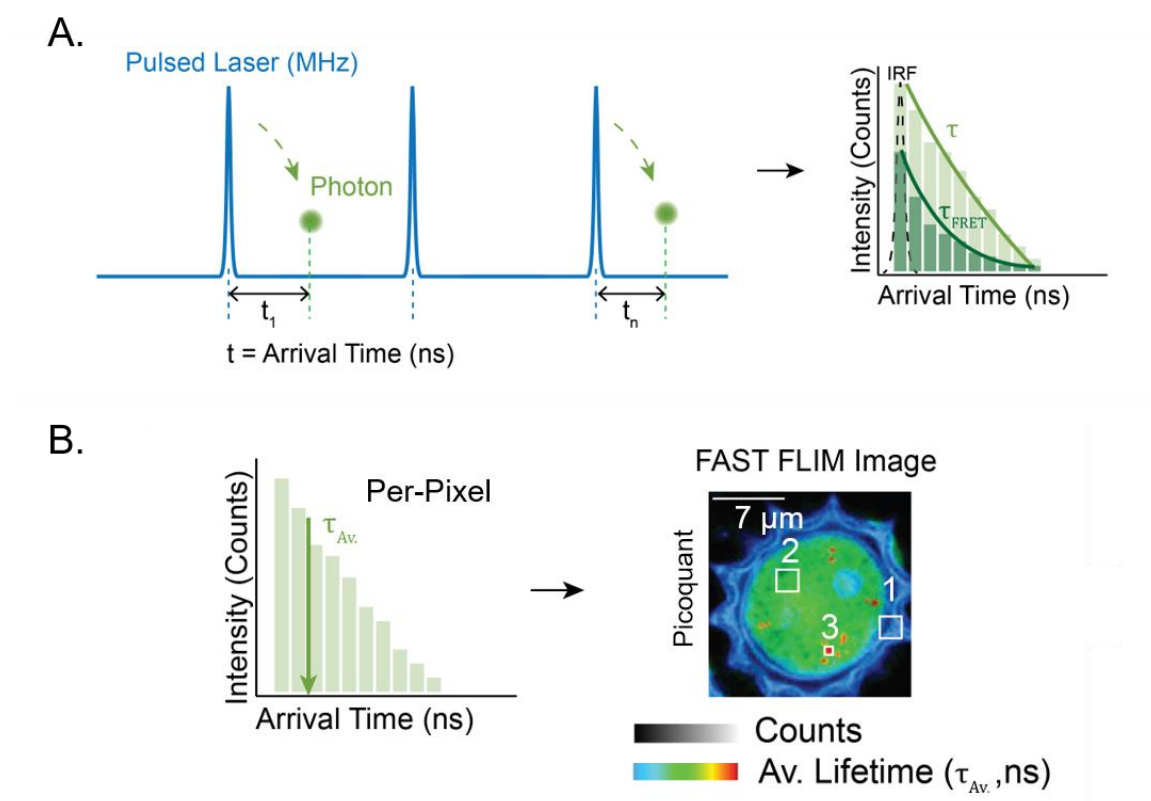 A.
Pulsed Laser (MHz)
Photon
t1
tn
t = Arrival Time (ns)
IRF
τ
τFRET
Intensity (Counts)
Arrival Time (ns)
B.
Per-Pixel
τAv.
Intensity (Counts)
Arrival Time (ns)
FAST FLIM Image
7 µm
2
1
3
Picoquant
Counts
Av. Lifetime (τAv.,ns)